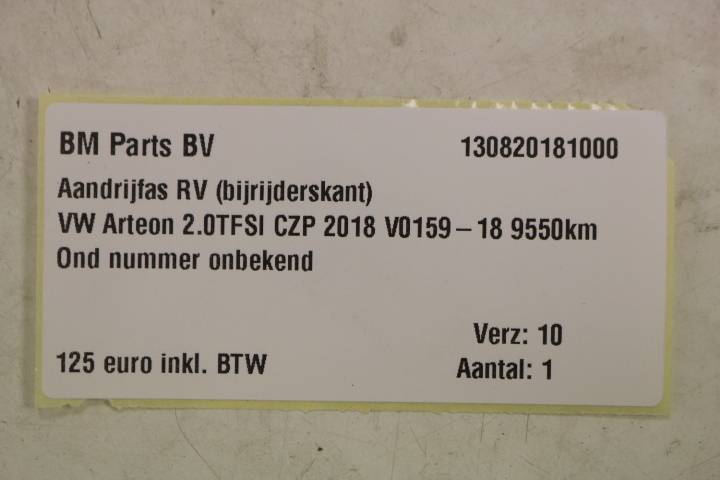 BM Parts BV 130820181000
Aandrijfas RV (bijrijderskant)
VW Arteon 2.0TFSI CZP 2018 V0159-18 9550km
Ond nummer onbekend
Verz: 10
125 euro inkl. BTW Aantal: 1